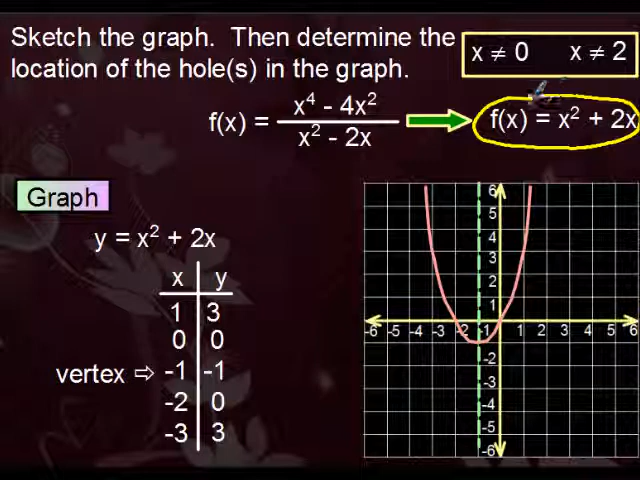 Sketch the graph. Then determine the
location of the hole(s) in the graph.
x ≠ 0 x ≠ 2
f(x) = x⁴ - 4x² / x² - 2x
f(x) = x² + 2x
Graph
y = x² + 2x
x y
1 3
0 0
vertex ⇨ -1 -1
-2 0
-3 3
6
5
4
3
2
1
-6 -5 -4 -3 -2 -1 1 2 3 4 5 6
-2
-3
-4
-5
-6